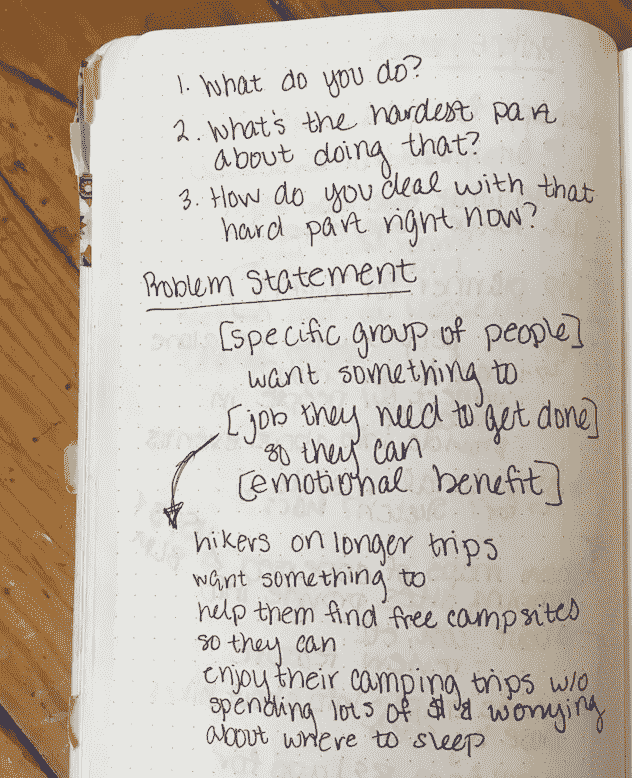 1. What do you do?
2. What's the hardest part
about doing that?
3. How do you deal with that
hard part right now?
Problem Statement
[specific group of people]
want something to
[job they need to get done]
so they can
[emotional benefit]
hikers on longer trips
want something to
help them find free campsites
so they can
enjoy their camping trips w/o
spending lots of $ & worrying
about where to sleep